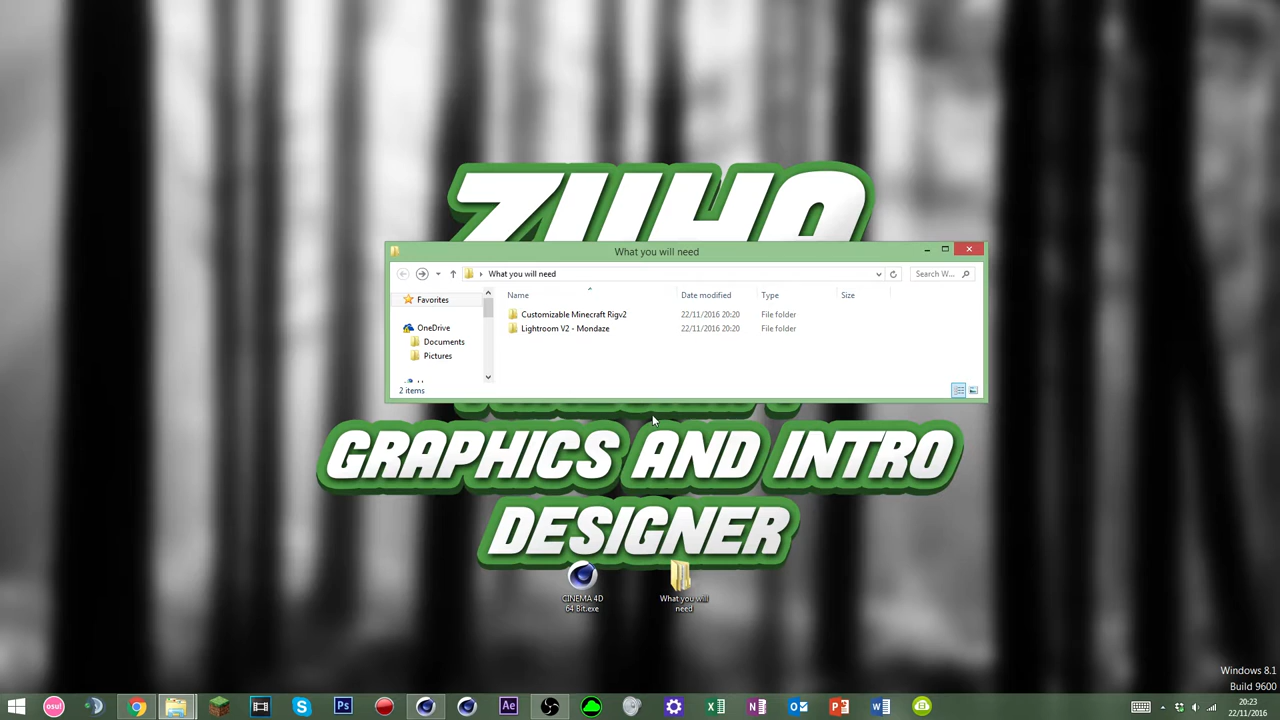 ZUHO
What you will need
What you will need
Search W...
Name
Date modified
Type
Size
Favorites
OneDrive
Documents
Pictures
Customizable Minecraft Rigv2
22/11/2016 20:20
File folder
Lightroom V2 - Mondaze
22/11/2016 20:20
File folder
2 items
GRAPHICS AND INTRO
DESIGNER
CINEMA 4D
64 Bit.exe
What you will
need
Windows 8.1
Build 9600
osu!
Ps
Ae
20:23
22/11/2016